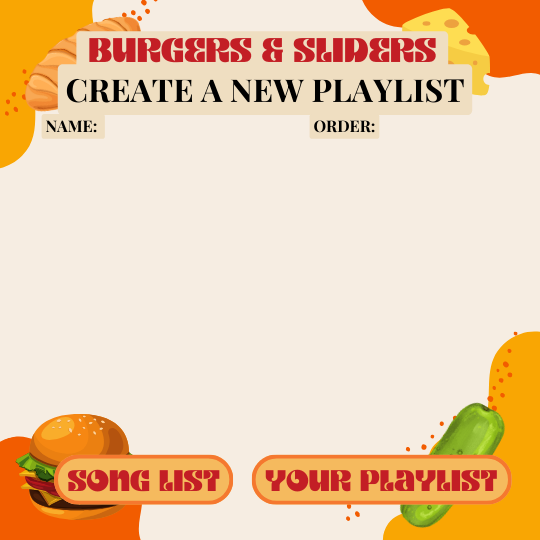 BURGERS & SLIDERS
CREATE A NEW PLAYLIST
NAME: ORDER:
SONG LIST YOUR PLAYLIST